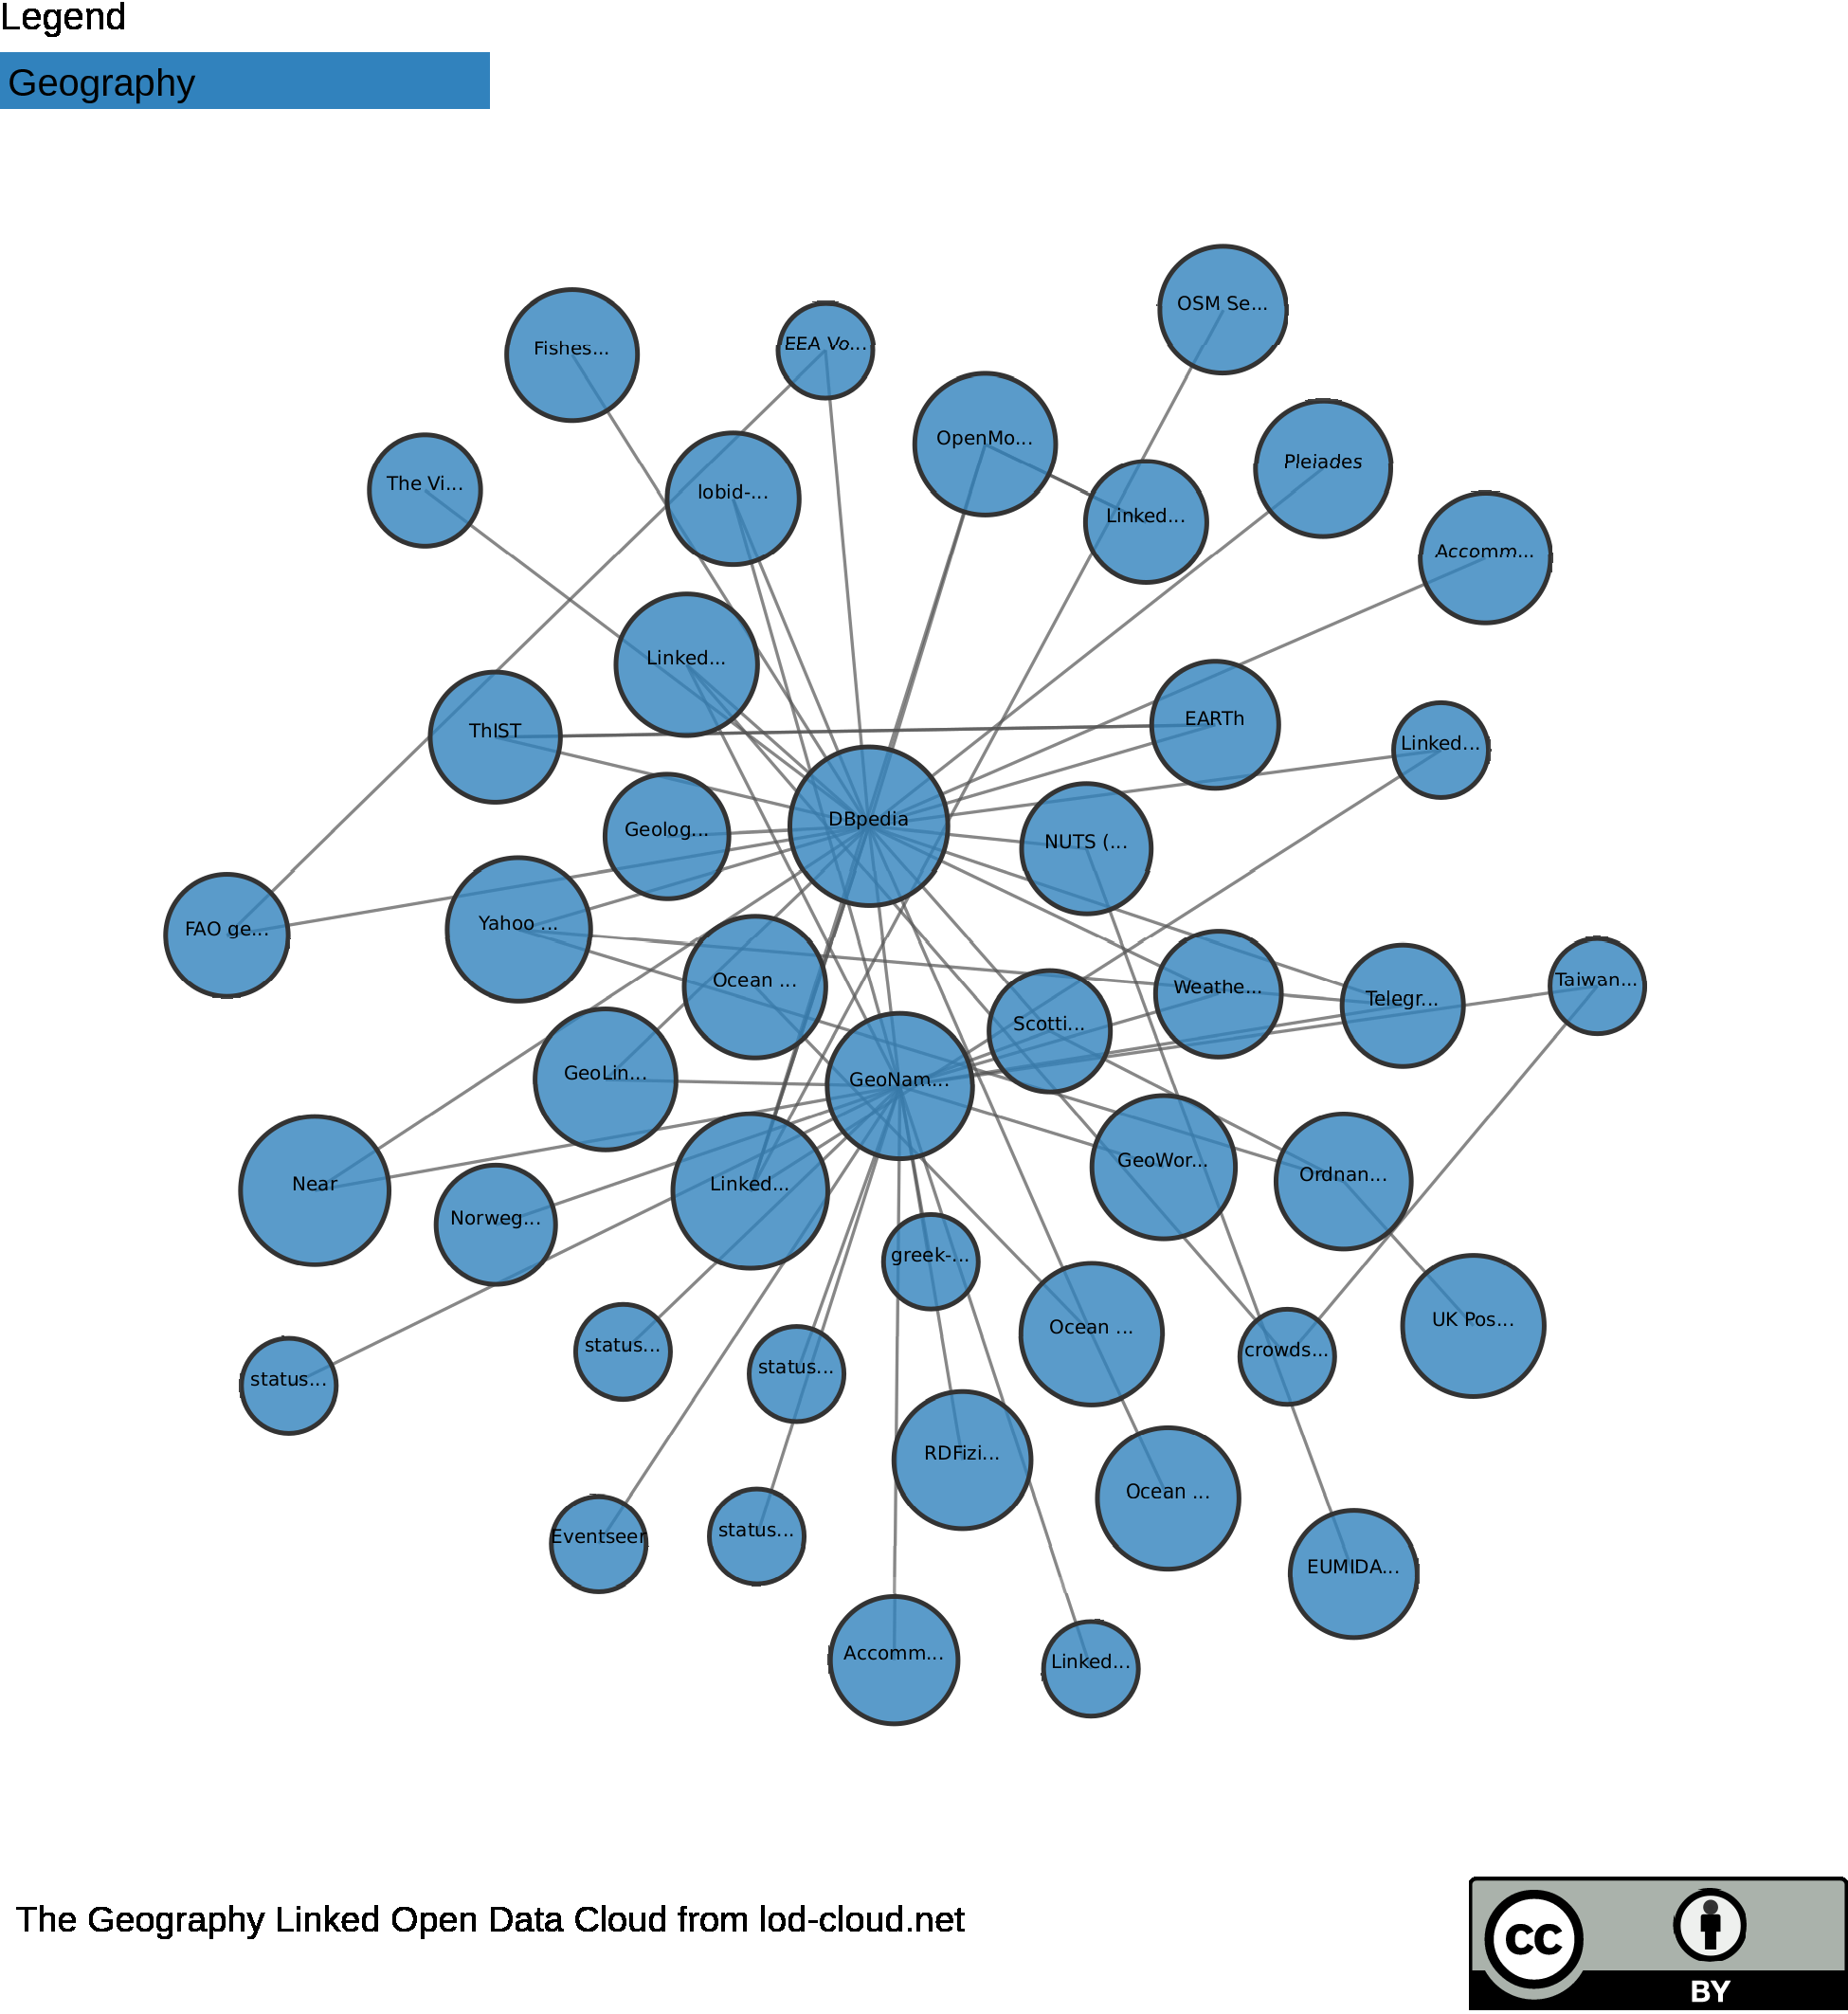 Legend
Geography
OSM Se...
EEA Vo...
Fishes...
OpenMo...
Pleiades
The Vi...
lobid-...
Linked...
Accomm...
Linked...
EARTh
ThIST
Linked...
DBpedia
Geolog...
NUTS (...
Yahoo ...
FAO ge...
Ocean ...
Taiwan...
Weathe...
Telegr...
Scotti...
GeoLin...
GeoNam...
GeoWor...
Ordnan...
Near
Linked...
Norweg...
greek-...
UK Pos...
Ocean ...
status...
crowds...
status...
status...
RDFizi...
Ocean ...
status...
Eventseer
EUMIDA...
Accomm...
Linked...
The Geography Linked Open Data Cloud from lod-cloud.net
CC
BY